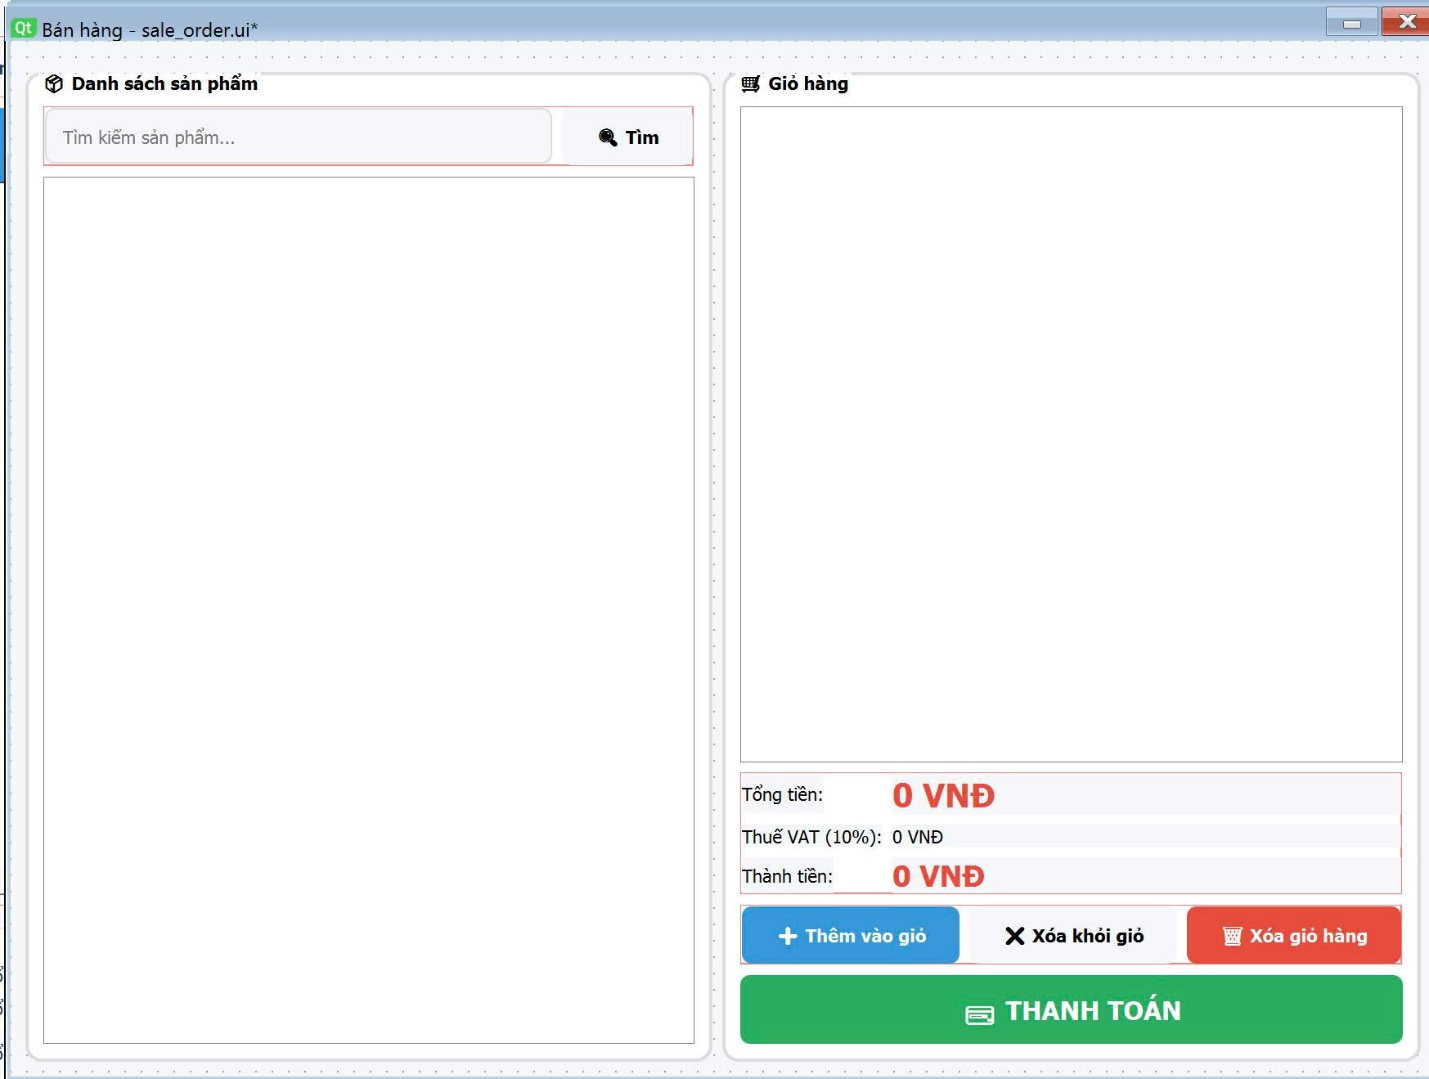 Qt Bán hàng - sale_order.ui*
Danh sách sản phẩm
Tìm kiếm sản phẩm...
Tìm
Giỏ hàng
Tổng tiền: 0 VNĐ
Thuế VAT (10%): 0 VNĐ
Thành tiền: 0 VNĐ
Thêm vào giỏ
Xóa khỏi giỏ
Xóa giỏ hàng
THANH TOÁN